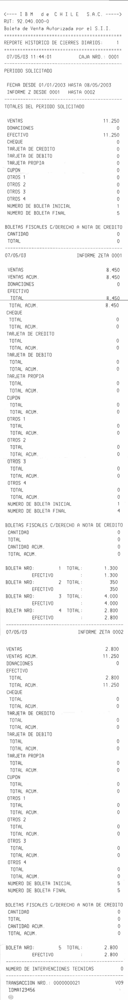 <---- I B M  d e  C H I L E  S.A.C. ----->
RUT: 92.040.000-0
Boleta de Venta Autorizada por el S.I.I.
==========================================
REPORTE HISTORICO DE CIERRES DIARIOS: 1
==========================================
07/05/03 11:44:01 CAJA NRO.: 0001
------------------------------------------
PERIODO SOLICITADO
FECHA DESDE 01/01/2003 HASTA 08/05/2003
INFORME Z DESDE 0001 HASTA 0002
------------------------------------------
TOTALES DEL PERIODO SOLICITADO
VENTAS 11.250
DONACIONES 0
EFECTIVO 11.250
CHEQUE 0
TARJETA DE CREDITO 0
TARJETA DE DEBITO 0
TARJETA PROPIA 0
CUPON 0
OTROS 1 0
OTROS 2 0
OTROS 3 0
OTROS 4 0
NUMERO DE BOLETA INICIAL 1
NUMERO DE BOLETA FINAL 5
BOLETAS FISCALES C/DERECHO A NOTA DE CREDITO
CANTIDAD 0
TOTAL 0
------------------------------------------
07/05/03 INFORME ZETA 0001
VENTAS 8.450
VENTAS ACUM. 8.450
DONACIONES 0
EFECTIVO
TOTAL 8.450
TOTAL ACUM. 8.450
CHEQUE
TOTAL 0
TOTAL ACUM. 0
TARJETA DE CREDITO
TOTAL 0
TOTAL ACUM. 0
TARJETA DE DEBITO
TOTAL 0
TOTAL ACUM. 0
TARJETA PROPIA
TOTAL 0
TOTAL ACUM. 0
CUPON
TOTAL 0
TOTAL ACUM. 0
OTROS 1
TOTAL 0
TOTAL ACUM. 0
OTROS 2
TOTAL 0
TOTAL ACUM. 0
OTROS 3
TOTAL 0
TOTAL ACUM. 0
OTROS 4
TOTAL 0
TOTAL ACUM. 0
NUMERO DE BOLETA INICIAL 1
NUMERO DE BOLETA FINAL 4
BOLETAS FISCALES C/DERECHO A NOTA DE CREDITO
CANTIDAD 0
TOTAL 0
CANTIDAD ACUM. 0
TOTAL ACUM. 0
BOLETA NRO: 1 TOTAL: 1.300
EFECTIVO : 1.300
BOLETA NRO: 2 TOTAL: 350
EFECTIVO : 350
BOLETA NRO: 3 TOTAL: 4.000
EFECTIVO : 4.000
BOLETA NRO: 4 TOTAL: 2.800
EFECTIVO : 2.800
------------------------------------------
07/05/03 INFORME ZETA 0002
VENTAS 2.800
VENTAS ACUM. 11.250
DONACIONES 0
EFECTIVO
TOTAL 2.800
TOTAL ACUM. 11.250
CHEQUE
TOTAL 0
TOTAL ACUM. 0
TARJETA DE CREDITO
TOTAL 0
TOTAL ACUM. 0
TARJETA DE DEBITO
TOTAL 0
TOTAL ACUM. 0
TARJETA PROPIA
TOTAL 0
TOTAL ACUM. 0
CUPON
TOTAL 0
TOTAL ACUM. 0
OTROS 1
TOTAL 0
TOTAL ACUM. 0
OTROS 2
TOTAL 0
TOTAL ACUM. 0
OTROS 3
TOTAL 0
TOTAL ACUM. 0
OTROS 4
TOTAL 0
TOTAL ACUM. 0
NUMERO DE BOLETA INICIAL 5
NUMERO DE BOLETA FINAL 5
BOLETAS FISCALES C/DERECHO A NOTA DE CREDITO
CANTIDAD 0
TOTAL 0
CANTIDAD ACUM. 0
TOTAL ACUM. 0
BOLETA NRO: 5 TOTAL: 2.800
EFECTIVO : 2.800
------------------------------------------
NUMERO DE INTERVENCIONES TECNICAS 0
------------------------------------------
TRANSACCION NRO.: 0000000021 V09
IDMA123456
SII